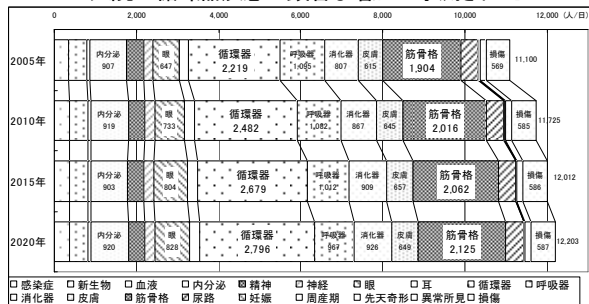 0 2,000 4,000 6,000 8,000 10,000 12,000 (人/日)
2005年 内分泌 907 眼 647 循環器 2,219 呼吸器 1,095 消化器 807 皮膚 615 筋骨格 1,904 損傷 569 11,100
2010年 内分泌 919 眼 733 循環器 2,482 呼吸器 1,082 消化器 867 皮膚 645 筋骨格 2,016 損傷 585 11,725
2015年 内分泌 903 眼 804 循環器 2,679 呼吸器 1,012 消化器 909 皮膚 657 筋骨格 2,062 損傷 586 12,012
2020年 内分泌 920 眼 828 循環器 2,796 呼吸器 967 消化器 926 皮膚 649 筋骨格 2,125 損傷 587 12,203
感染症 新生物 血液 内分泌 精神 神経 眼 耳 循環器 呼吸器
消化器 皮膚 筋骨格 尿路 妊娠 周産期 先天奇形 異常所見 損傷